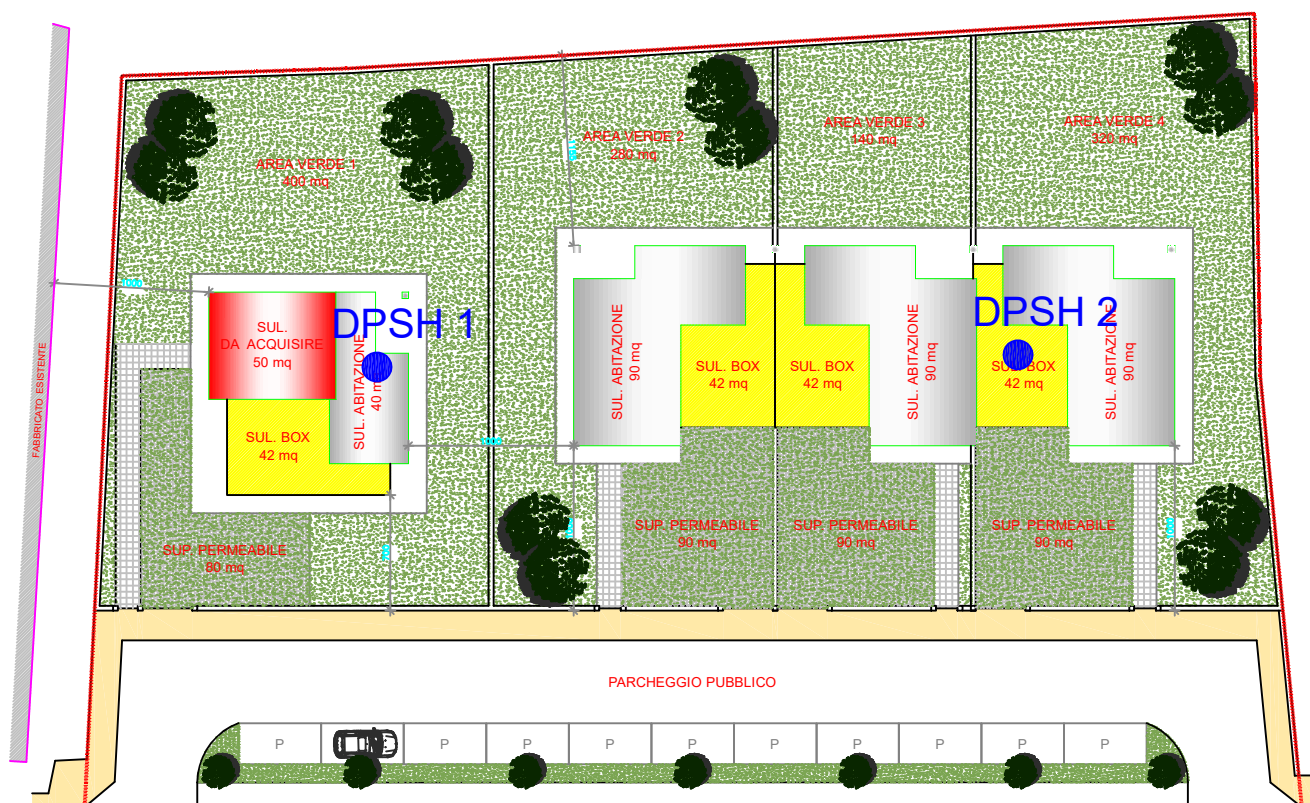 AREA VERDE 1
400 mq
AREA VERDE 2
280 mq
AREA VERDE 3
140 mq
AREA VERDE 4
320 mq
FABBRICATO ESISTENTE
1000
SUL.
DA ACQUISIRE
50 mq
DPSH 1
SUL. ABITAZIONE
40 m
SUL. BOX
42 mq
SUP. PERMEABILE
80 mq
1000
SUL. ABITAZIONE
90 mq
SUL. BOX
42 mq
SUL. BOX
42 mq
SUL. ABITAZIONE
90 mq
DPSH 2
SUL. BOX
42 mq
SUL. ABITAZIONE
90 mq
SUP. PERMEABILE
90 mq
SUP. PERMEABILE
90 mq
SUP. PERMEABILE
90 mq
1000
PARCHEGGIO PUBBLICO
P
P
P
P
P
P
P
P
P
P